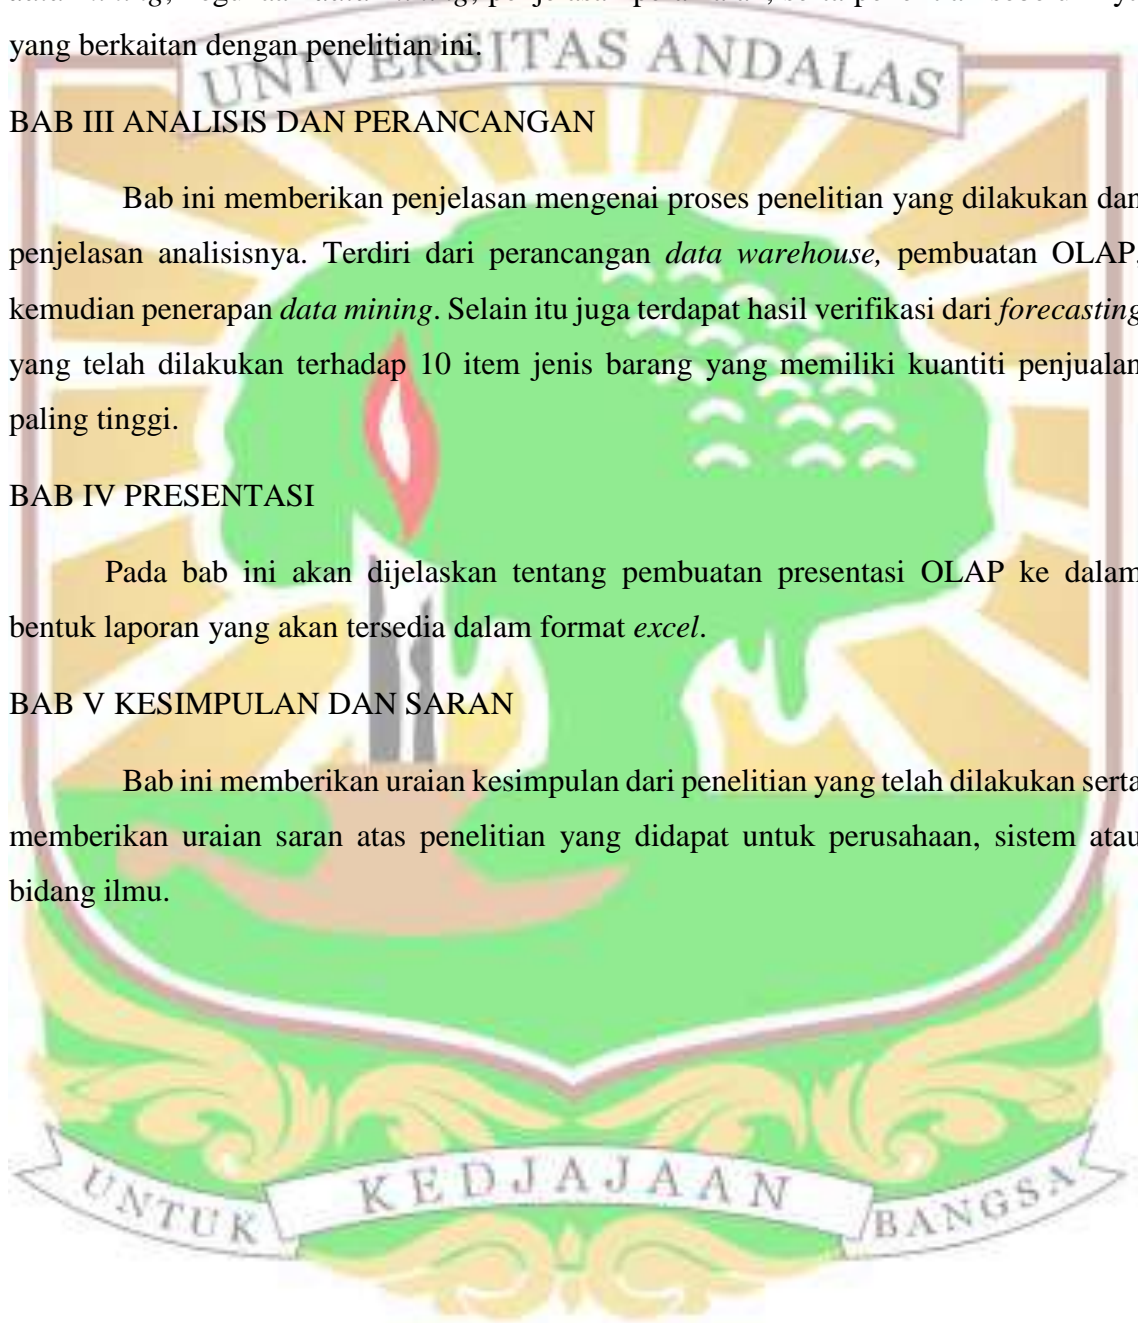 yang berkaitan dengan penelitian ini.
UNIVERSITAS ANDALAS
BAB III ANALISIS DAN PERANCANGAN
Bab ini memberikan penjelasan mengenai proses penelitian yang dilakukan dan
penjelasan analisisnya. Terdiri dari perancangan data warehouse, pembuatan OLAP,
kemudian penerapan data mining. Selain itu juga terdapat hasil verifikasi dari forecasting
yang telah dilakukan terhadap 10 item jenis barang yang memiliki kuantiti penjualan
paling tinggi.
BAB IV PRESENTASI
Pada bab ini akan dijelaskan tentang pembuatan presentasi OLAP ke dalam
bentuk laporan yang akan tersedia dalam format excel.
BAB V KESIMPULAN DAN SARAN
Bab ini memberikan uraian kesimpulan dari penelitian yang telah dilakukan serta
memberikan uraian saran atas penelitian yang didapat untuk perusahaan, sistem atau
bidang ilmu.
UNTUK KEDJAJAAN BANGSA